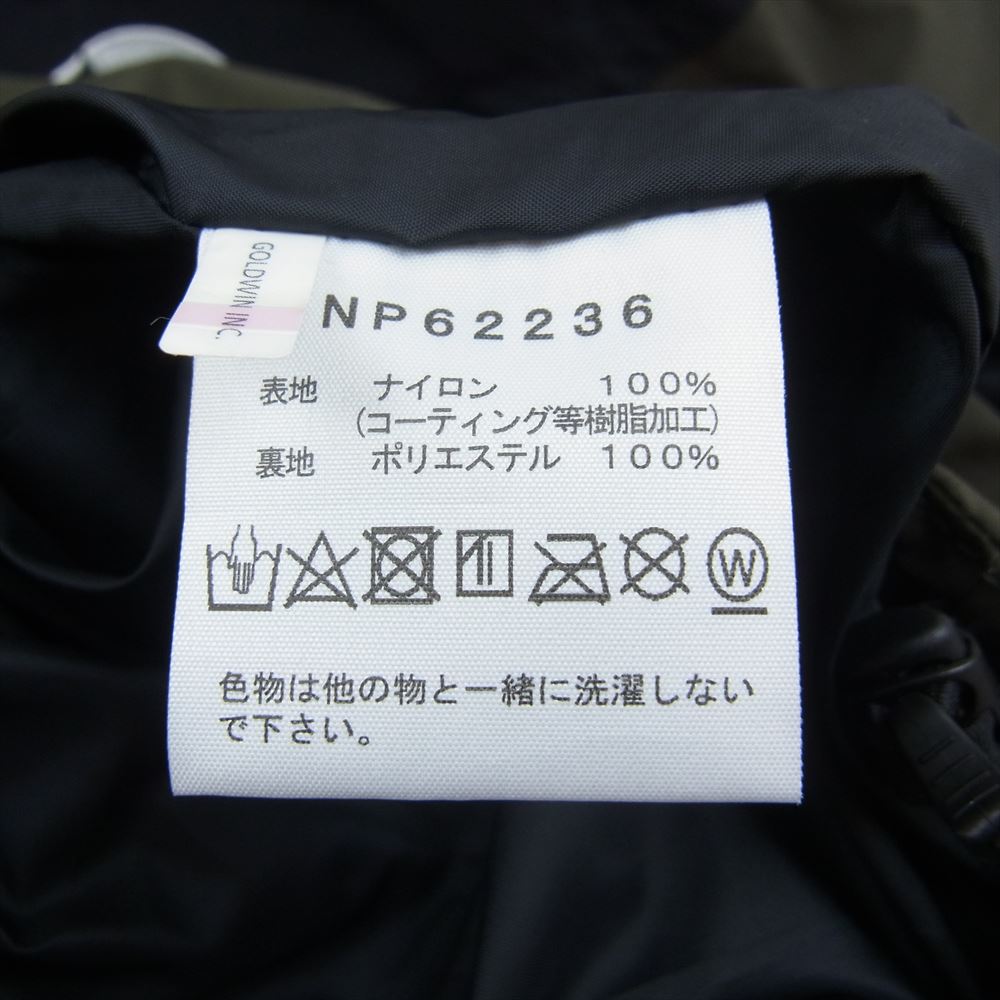 GOLDWIN INC.
NP62236
表地 ナイロン 100%
(コーティング等樹脂加工)
裏地 ポリエステル 100%
W
色物は他の物と一緒に洗濯しない
で下さい。